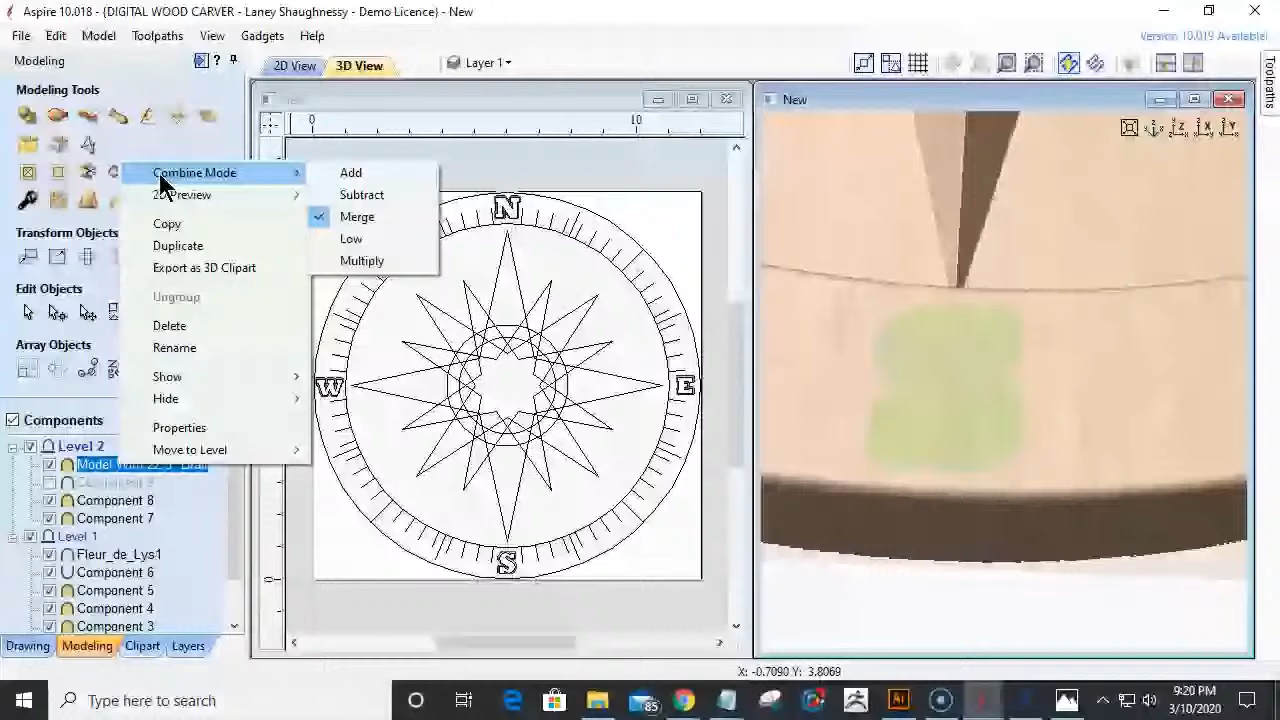 Aspire 10.018 - {DIGITAL WOOD CARVER - Laney Shaughnessy - Demo Licence} - New
File Edit Model Toolpaths View Gadgets Help
Version 10.019 Available!
Modeling
2D View 3D View Layer 1
Toolpaths
Modeling Tools
0 10
New
Combine Mode
2D Preview
Copy
Duplicate
Export as 3D Clipart
Ungroup
Delete
Rename
Show
Hide
Properties
Move to Level
Add
Subtract
Merge
Low
Multiply
Transform Objects
Edit Objects
Array Objects
N
W
E
S
0
Components
Level 2
Component 8
Component 7
Level 1
Fleur_de_Lys1
Component 6
Component 5
Component 4
Component 3
Drawing Modeling Clipart Layers
X: -0.7090 Y: 3.8069
Type here to search
85
9:20 PM
3/10/2020